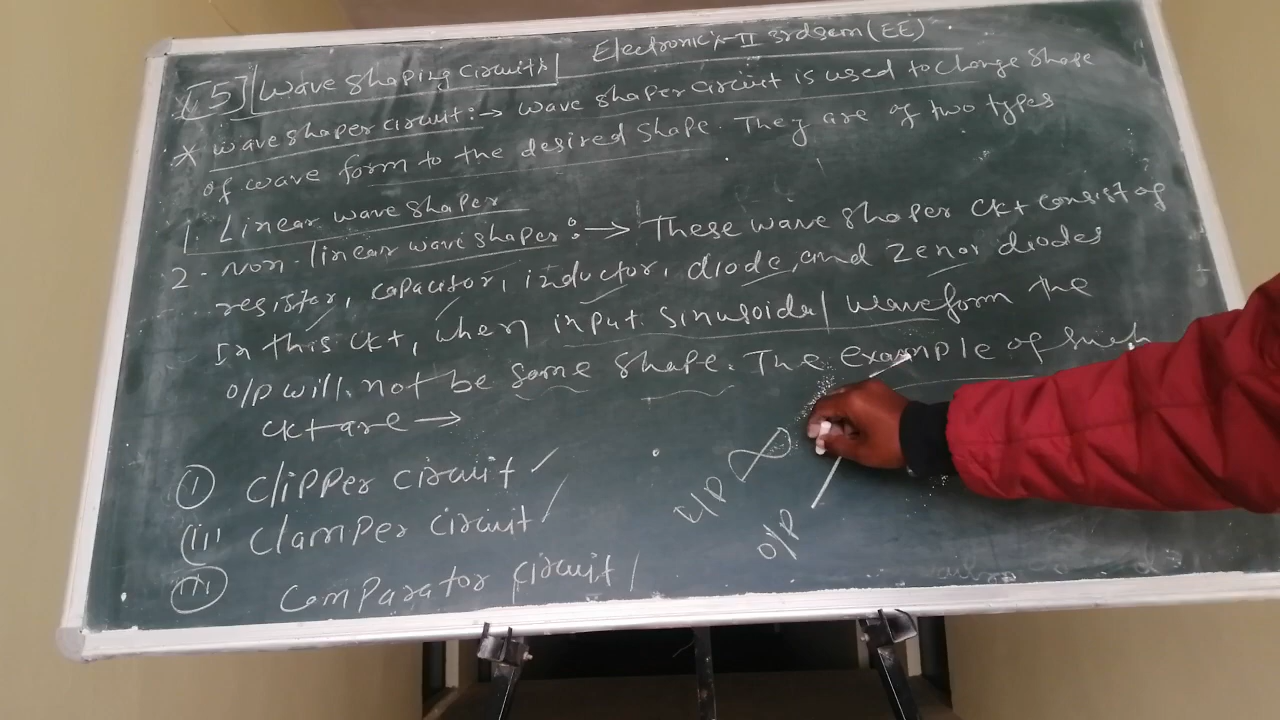 [5] Wave Shaping Circuits Electronics-II 3rdsem (EE)
* wave shaper circuit :→ wave shaper circuit is used to change shape
of wave form to the desired shape. They are of two types
1. Linear wave shaper
2- Non-linear wave shaper :→ These wave shaper ckt consist of
resister, capacitor, inductor, diode, and Zenor diodes
In this ckt, when input sinusoidal waveform the
o/p will not be same shape. The example of such
ckt are →
(i) Clipper circuit
(ii) Clamper circuit
(iii) Comparator circuit
i/p
o/p